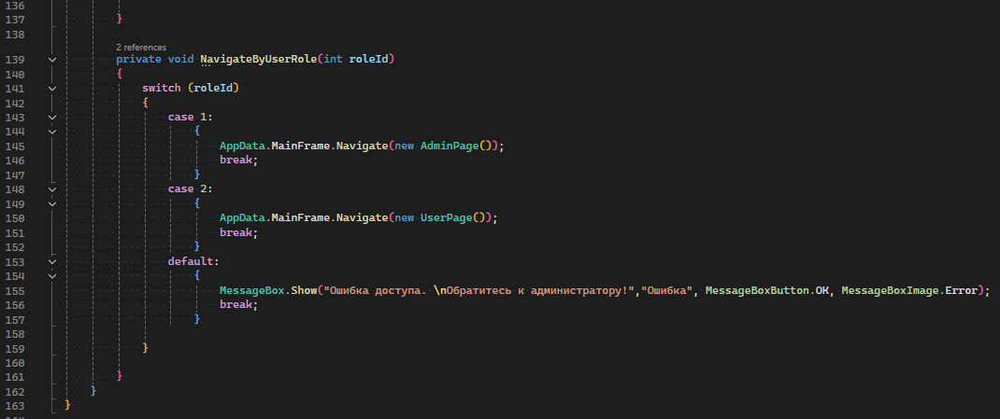 136
137 }
138
2 references
139 private void NavigateByUserRole(int roleId)
140 {
141 switch (roleId)
142 {
143 case 1:
144 {
145 AppData.MainFrame.Navigate(new AdminPage());
146 break;
147 }
148 case 2:
149 {
150 AppData.MainFrame.Navigate(new UserPage());
151 break;
152 }
153 default:
154 {
155 MessageBox.Show("Ошибка доступа. \nОбратитесь к администратору!","Ошибка", MessageBoxButton.OK, MessageBoxImage.Error);
156 break;
157 }
158
159 }
160
161 }
162 }
163 }